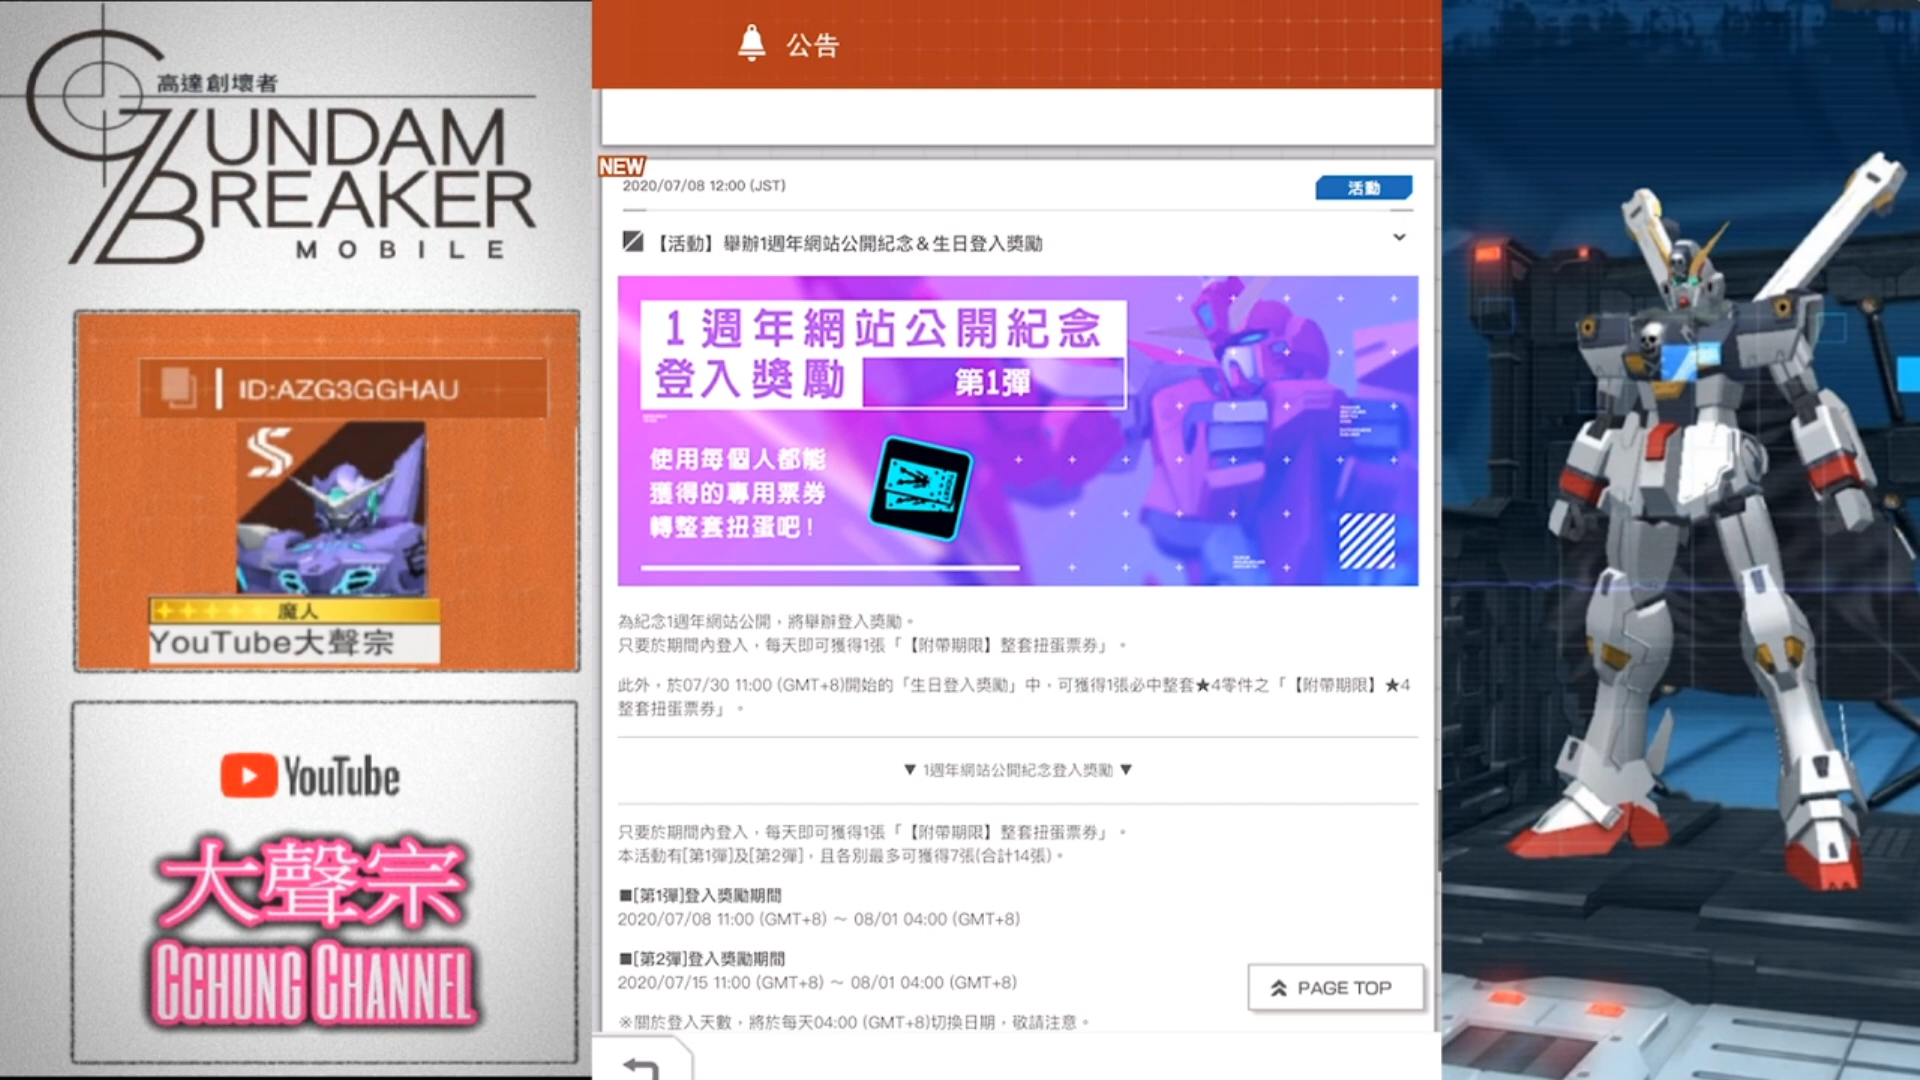 高達創壞者
GUNDAM
BREAKER
MOBILE
ID:AZG3GGHAU
S
魔人
YouTube大聲宗
YouTube
大聲宗
CCHUNG CHANNEL
公告
NEW
2020/07/08 12:00 (JST)
活動
【活動】舉辦1週年網站公開紀念＆生日登入獎勵
1週年網站公開紀念
登入獎勵 第1彈
使用每個人都能
獲得的專用票券
轉整套扭蛋吧！
為紀念1週年網站公開，將舉辦登入獎勵。
只要於期間內登入，每天即可獲得1張「【附帶期限】整套扭蛋票券」。
此外，於07/30 11:00 (GMT+8)開始的「生日登入獎勵」中，可獲得1張必中整套★4零件之「【附帶期限】★4
整套扭蛋票券」。
▼ 1週年網站公開紀念登入獎勵 ▼
只要於期間內登入，每天即可獲得1張「【附帶期限】整套扭蛋票券」。
本活動有[第1彈]及[第2彈]，且各別最多可獲得7張(合計14張)。
■[第1彈]登入獎勵期間
2020/07/08 11:00 (GMT+8) ～ 08/01 04:00 (GMT+8)
■[第2彈]登入獎勵期間
2020/07/15 11:00 (GMT+8) ～ 08/01 04:00 (GMT+8)
PAGE TOP
※關於登入天數，將於每天04:00 (GMT+8)切換日期，敬請注意。